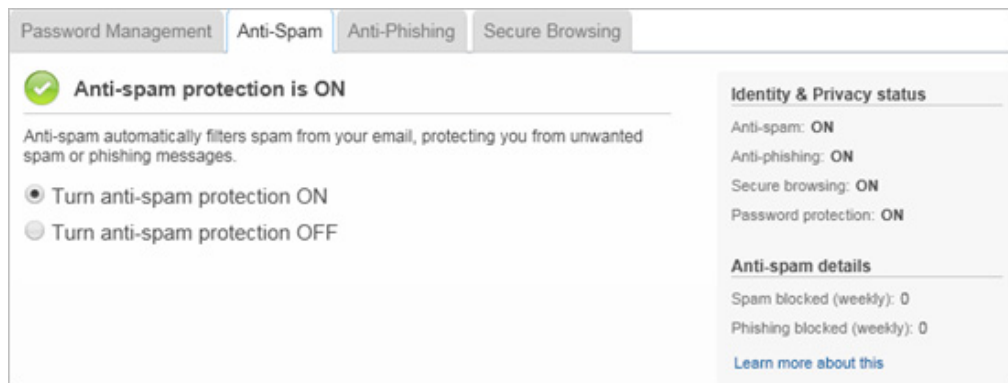 Password Management
Anti-Spam
Anti-Phishing
Secure Browsing
Anti-spam protection is ON
Anti-spam automatically filters spam from your email, protecting you from unwanted
spam or phishing messages.
Turn anti-spam protection ON
Turn anti-spam protection OFF
Identity & Privacy status
Anti-spam: ON
Anti-phishing: ON
Secure browsing: ON
Password protection: ON
Anti-spam details
Spam blocked (weekly): 0
Phishing blocked (weekly): 0
Learn more about this